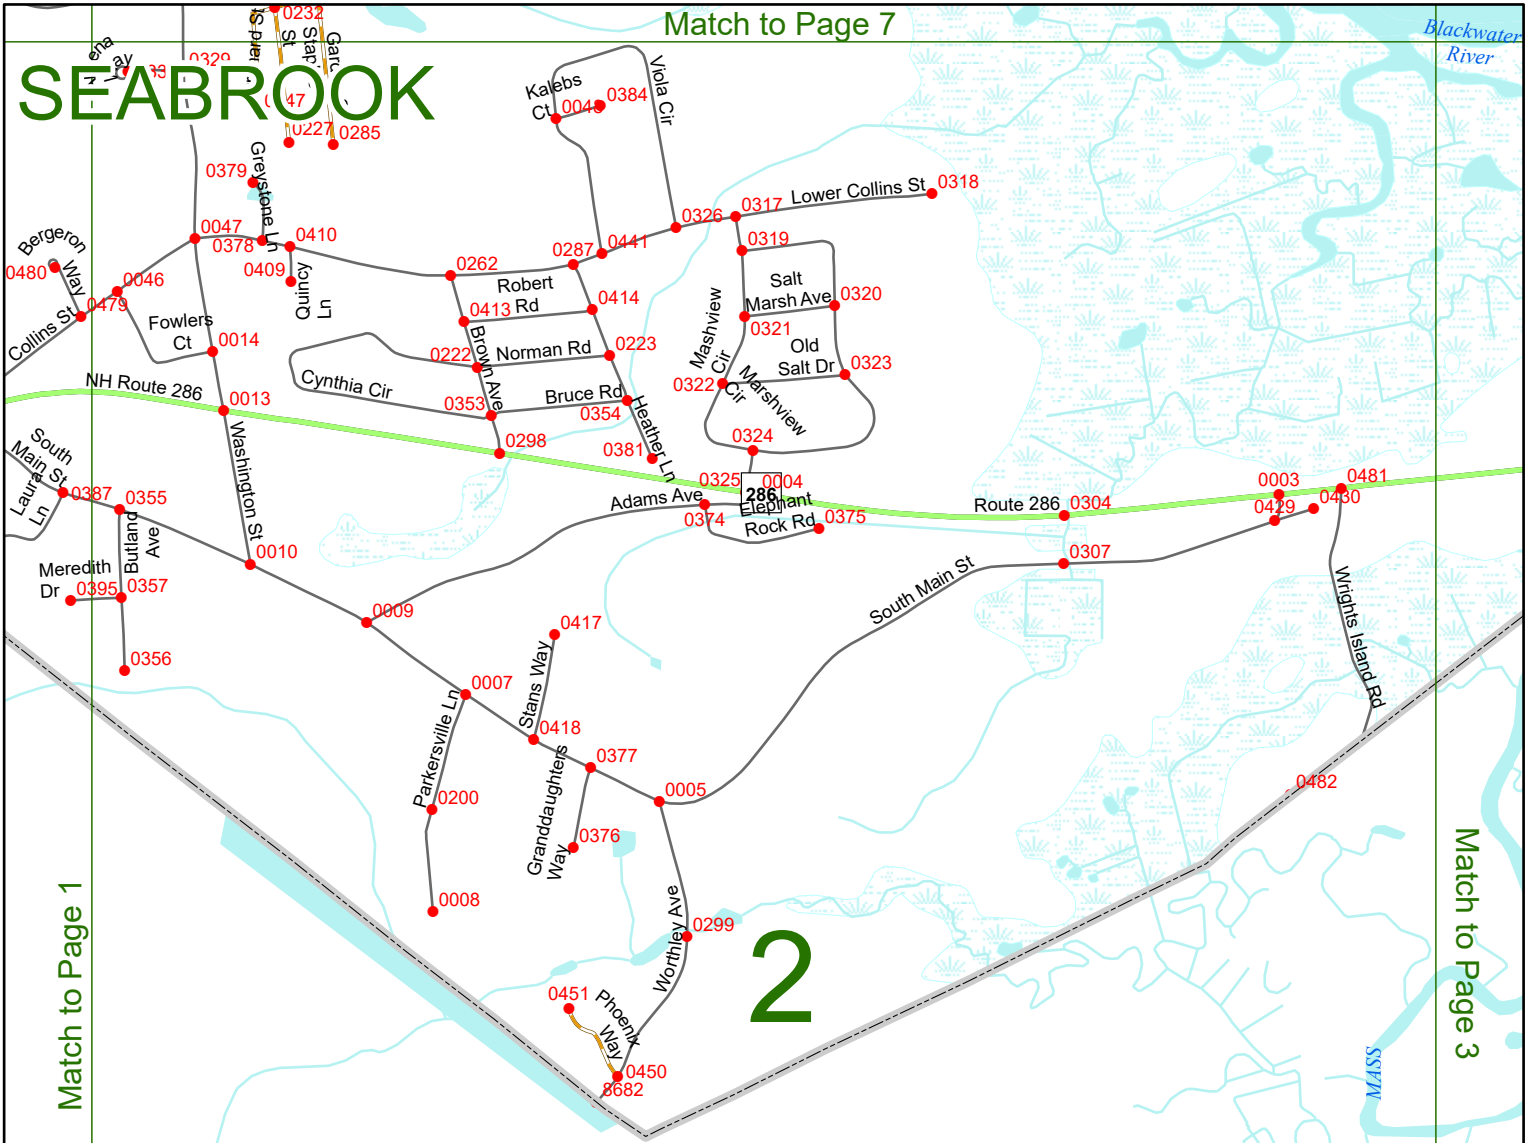 Match to Page 7
Blackwater
River
0232
St
0329
SEABROOK
0227
0285
Kalebs
Ct
0384
Viola Cir
0379
Greystone Ln
0047
0378
0410
0409
Quincy
Ln
Bergeron
Way
0480
0046
0479
Collins St
Fowlers
Ct
0014
0262
0287
0441
0326
0317
Lower Collins St
0318
0319
Robert
Rd
0413
0414
Salt
Marsh Ave
0320
0321
Mashview
Cir
Brown Ave
0222
Norman Rd
0223
Old
Salt Dr
0323
0322
Marshview
Cir
Cynthia Cir
0353
Bruce Rd
0354
Heather Ln
NH Route 286
0013
0298
0381
0324
Washington St
South
Main St
Laura
Ln
0387
0355
Butland
Ave
0325
0004
286
Adams Ave
0374
Elephant
Rock Rd
0375
Route 286
0304
0003
0481
0430
0429
0010
0307
Meredith
Dr
0395
0357
0356
0009
South Main St
Wrights Island Rd
0417
Stans Way
0007
Parkersville Ln
0418
0377
Granddaughters
Way
0376
0005
0200
0008
0482
Worthley Ave
0299
2
0451
Phoenix
Way
0450
8682
Match to Page 1
Match to Page 3
MASS